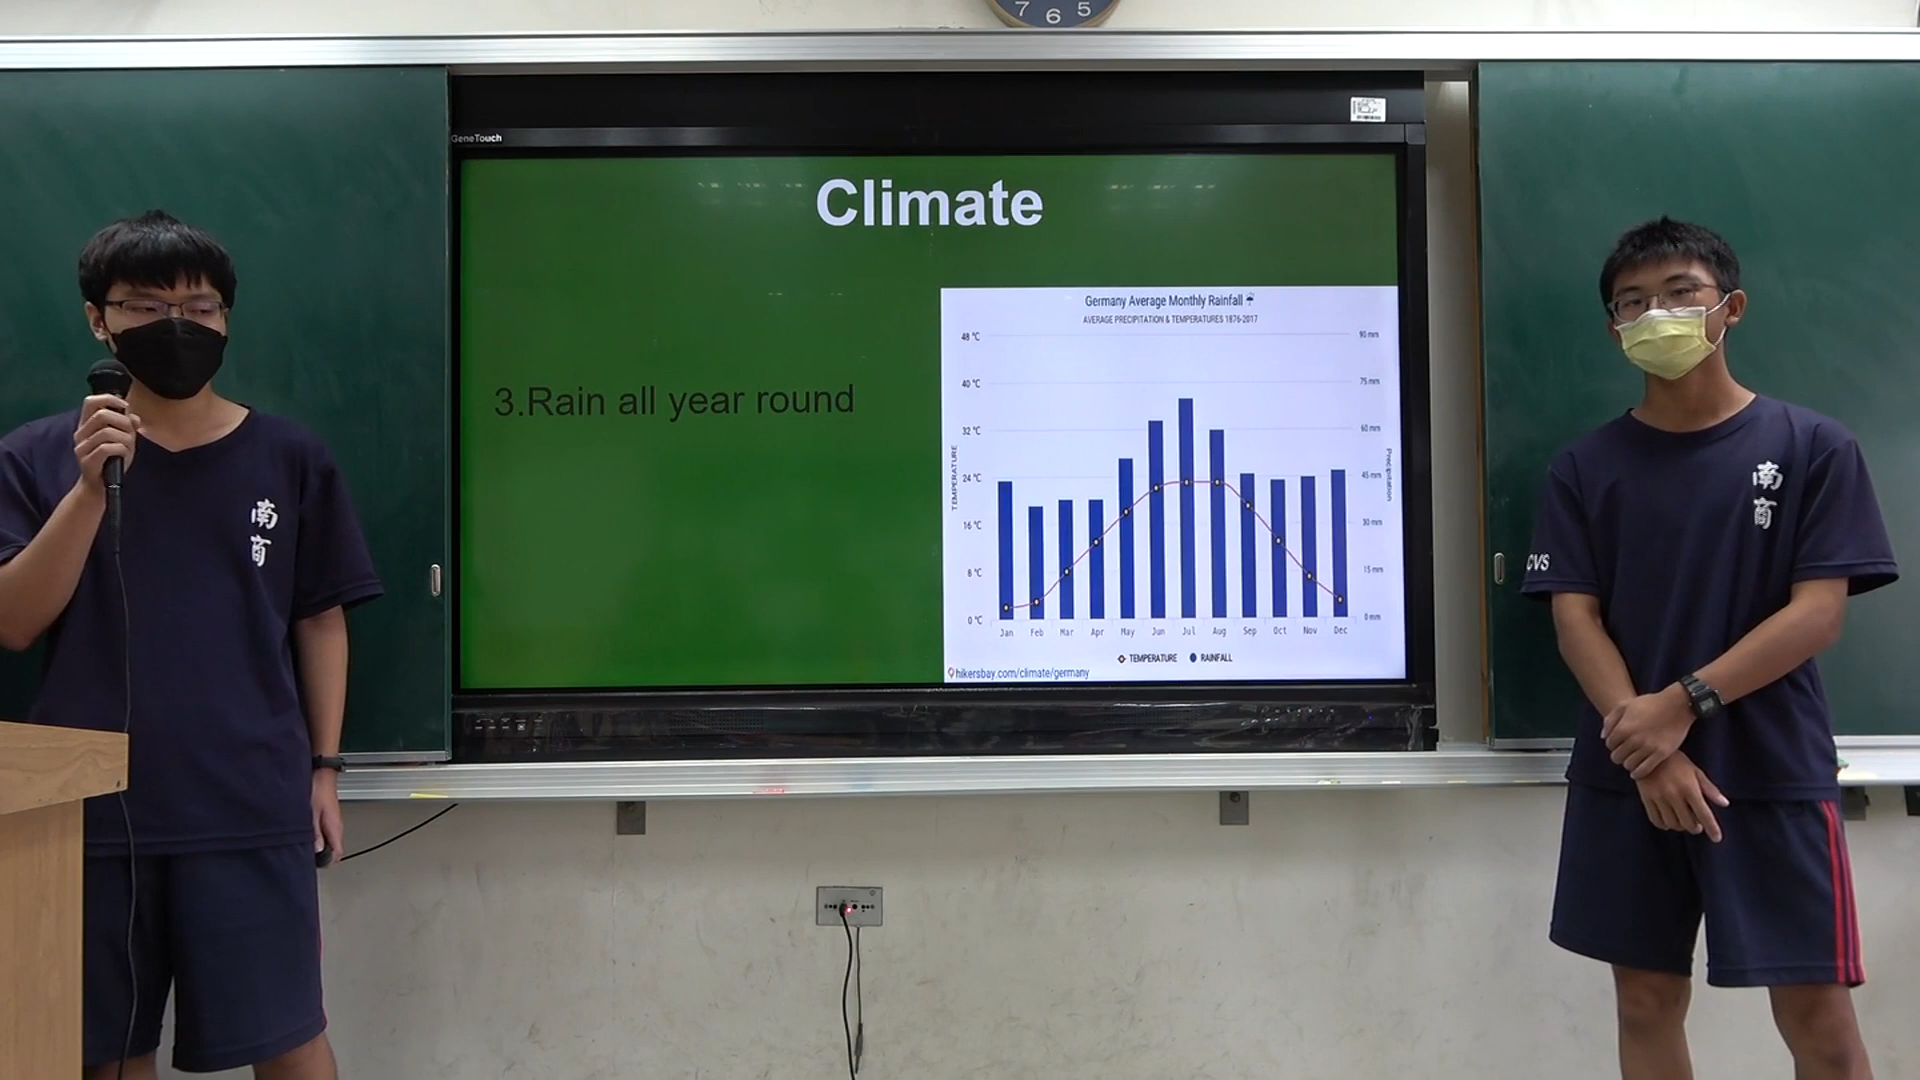 7 6 5
GeneTouch
Climate
3.Rain all year round
Germany Average Monthly Rainfall
AVERAGE PRECIPITATION & TEMPERATURES 1876-2017
48 °C
90 mm
40 °C
75 mm
32 °C
60 mm
24 °C
45 mm
16 °C
30 mm
8 °C
15 mm
0 °C
0 mm
TEMPERATURE
Precipitation
Jan Feb Mar Apr May Jun Jul Aug Sep Oct Nov Dec
TEMPERATURE RAINFALL
hikersbay.com/climate/germany
南商
南商
CVS